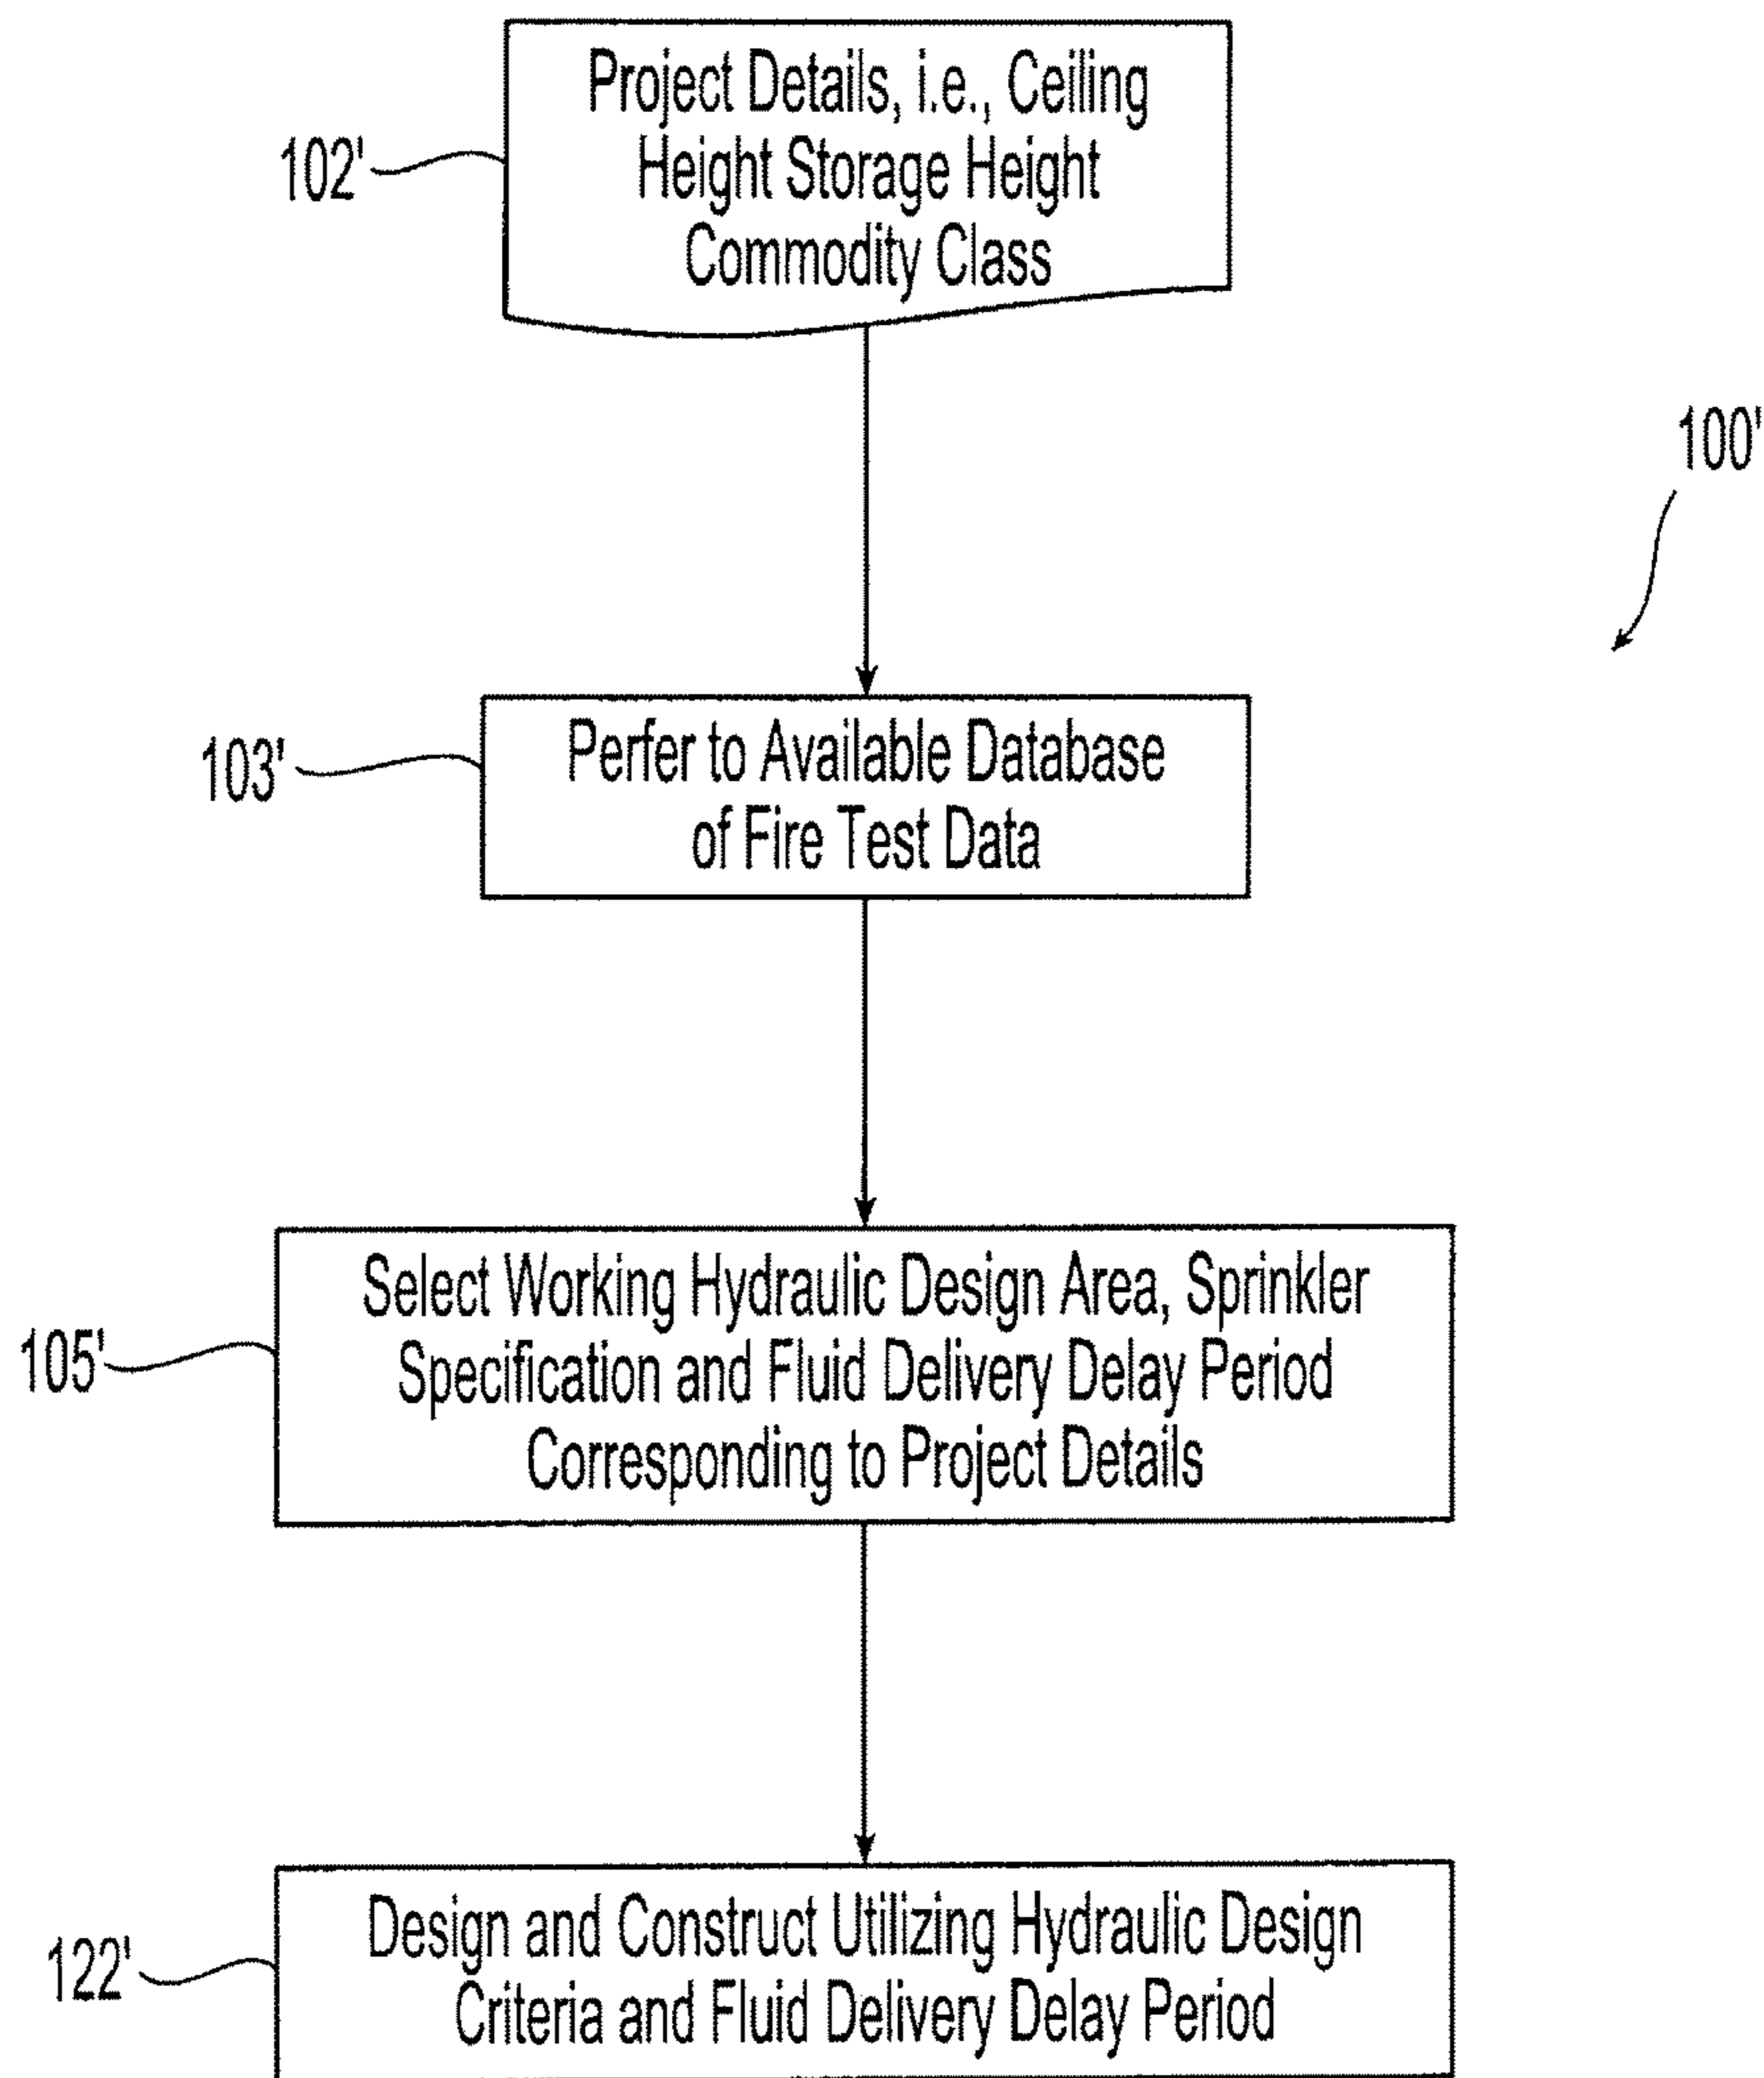 Project Details, i.e., Ceiling
Height Storage Height
Commodity Class
102'
100'
Perfer to Available Database
of Fire Test Data
103'
Select Working Hydraulic Design Area, Sprinkler
Specification and Fluid Delivery Delay Period
Corresponding to Project Details
105'
Design and Construct Utilizing Hydraulic Design
Criteria and Fluid Delivery Delay Period
122'